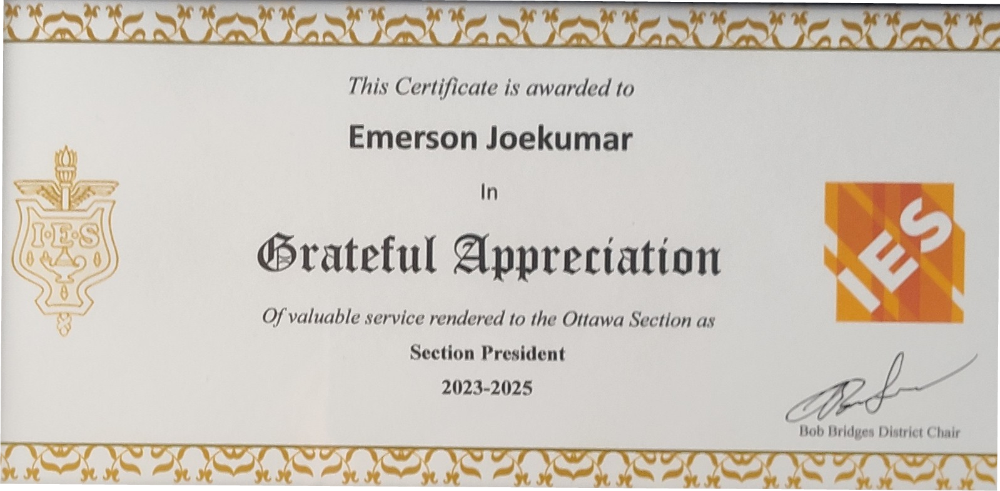 This Certificate is awarded to
Emerson Joekumar
In
Grateful Appreciation
I·E·S
IES
Of valuable service rendered to the Ottawa Section as
Section President
2023-2025
Bob Bridges District Chair